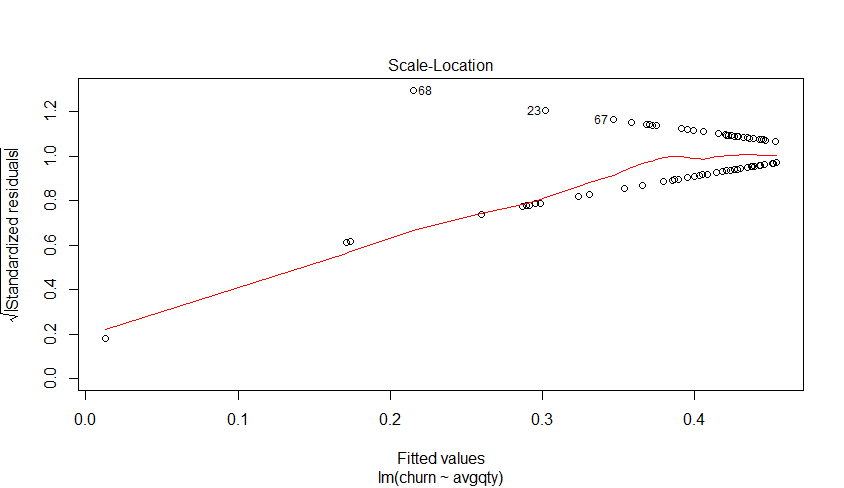 Scale-Location
√|Standardized residuals|
1.2
1.0
0.8
0.6
0.4
0.2
0.0
68
23
67
0.0 0.1 0.2 0.3 0.4
Fitted values
lm(churn ~ avgqty)